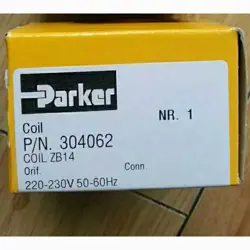 Parker
NR. 1
Coil
P/N. 304062
COIL ZB14
Orif.
Conn.
220-230V 50-60Hz